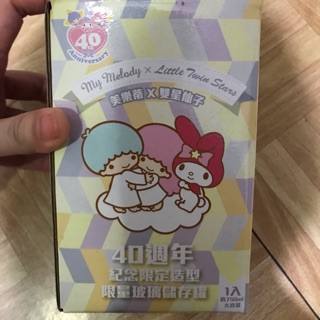 40
Anniversary
My Melody × Little Twin Stars
美樂蒂 X 雙星仙子
40週年
紀念限定造型
限量玻璃儲存罐
1入